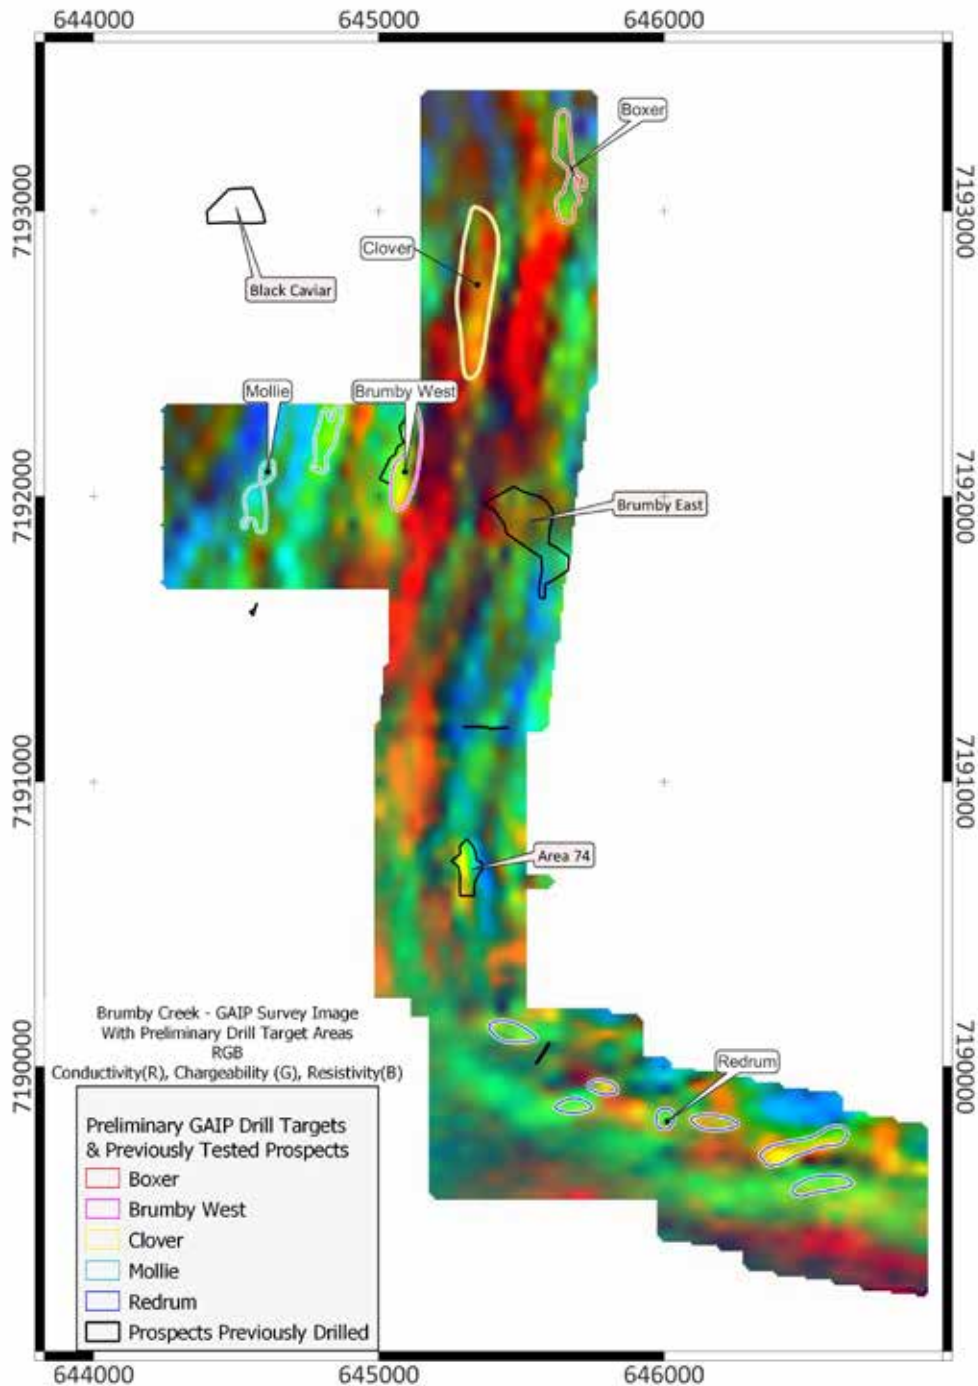 644000 645000 646000
Boxer
7193000 7193000
Clover
Black Caviar
Mollie Brumby West
7192000 7192000
Brumby East
7191000 7191000
Area 74
Brumby Creek - GAIP Survey Image
With Preliminary Drill Target Areas
RGB
Conductivity(R), Chargeability (G), Resistivity(B)
7190000 7190000
Redrum
Preliminary GAIP Drill Targets
& Previously Tested Prospects
Boxer
Brumby West
Clover
Mollie
Redrum
Prospects Previously Drilled
644000 645000 646000